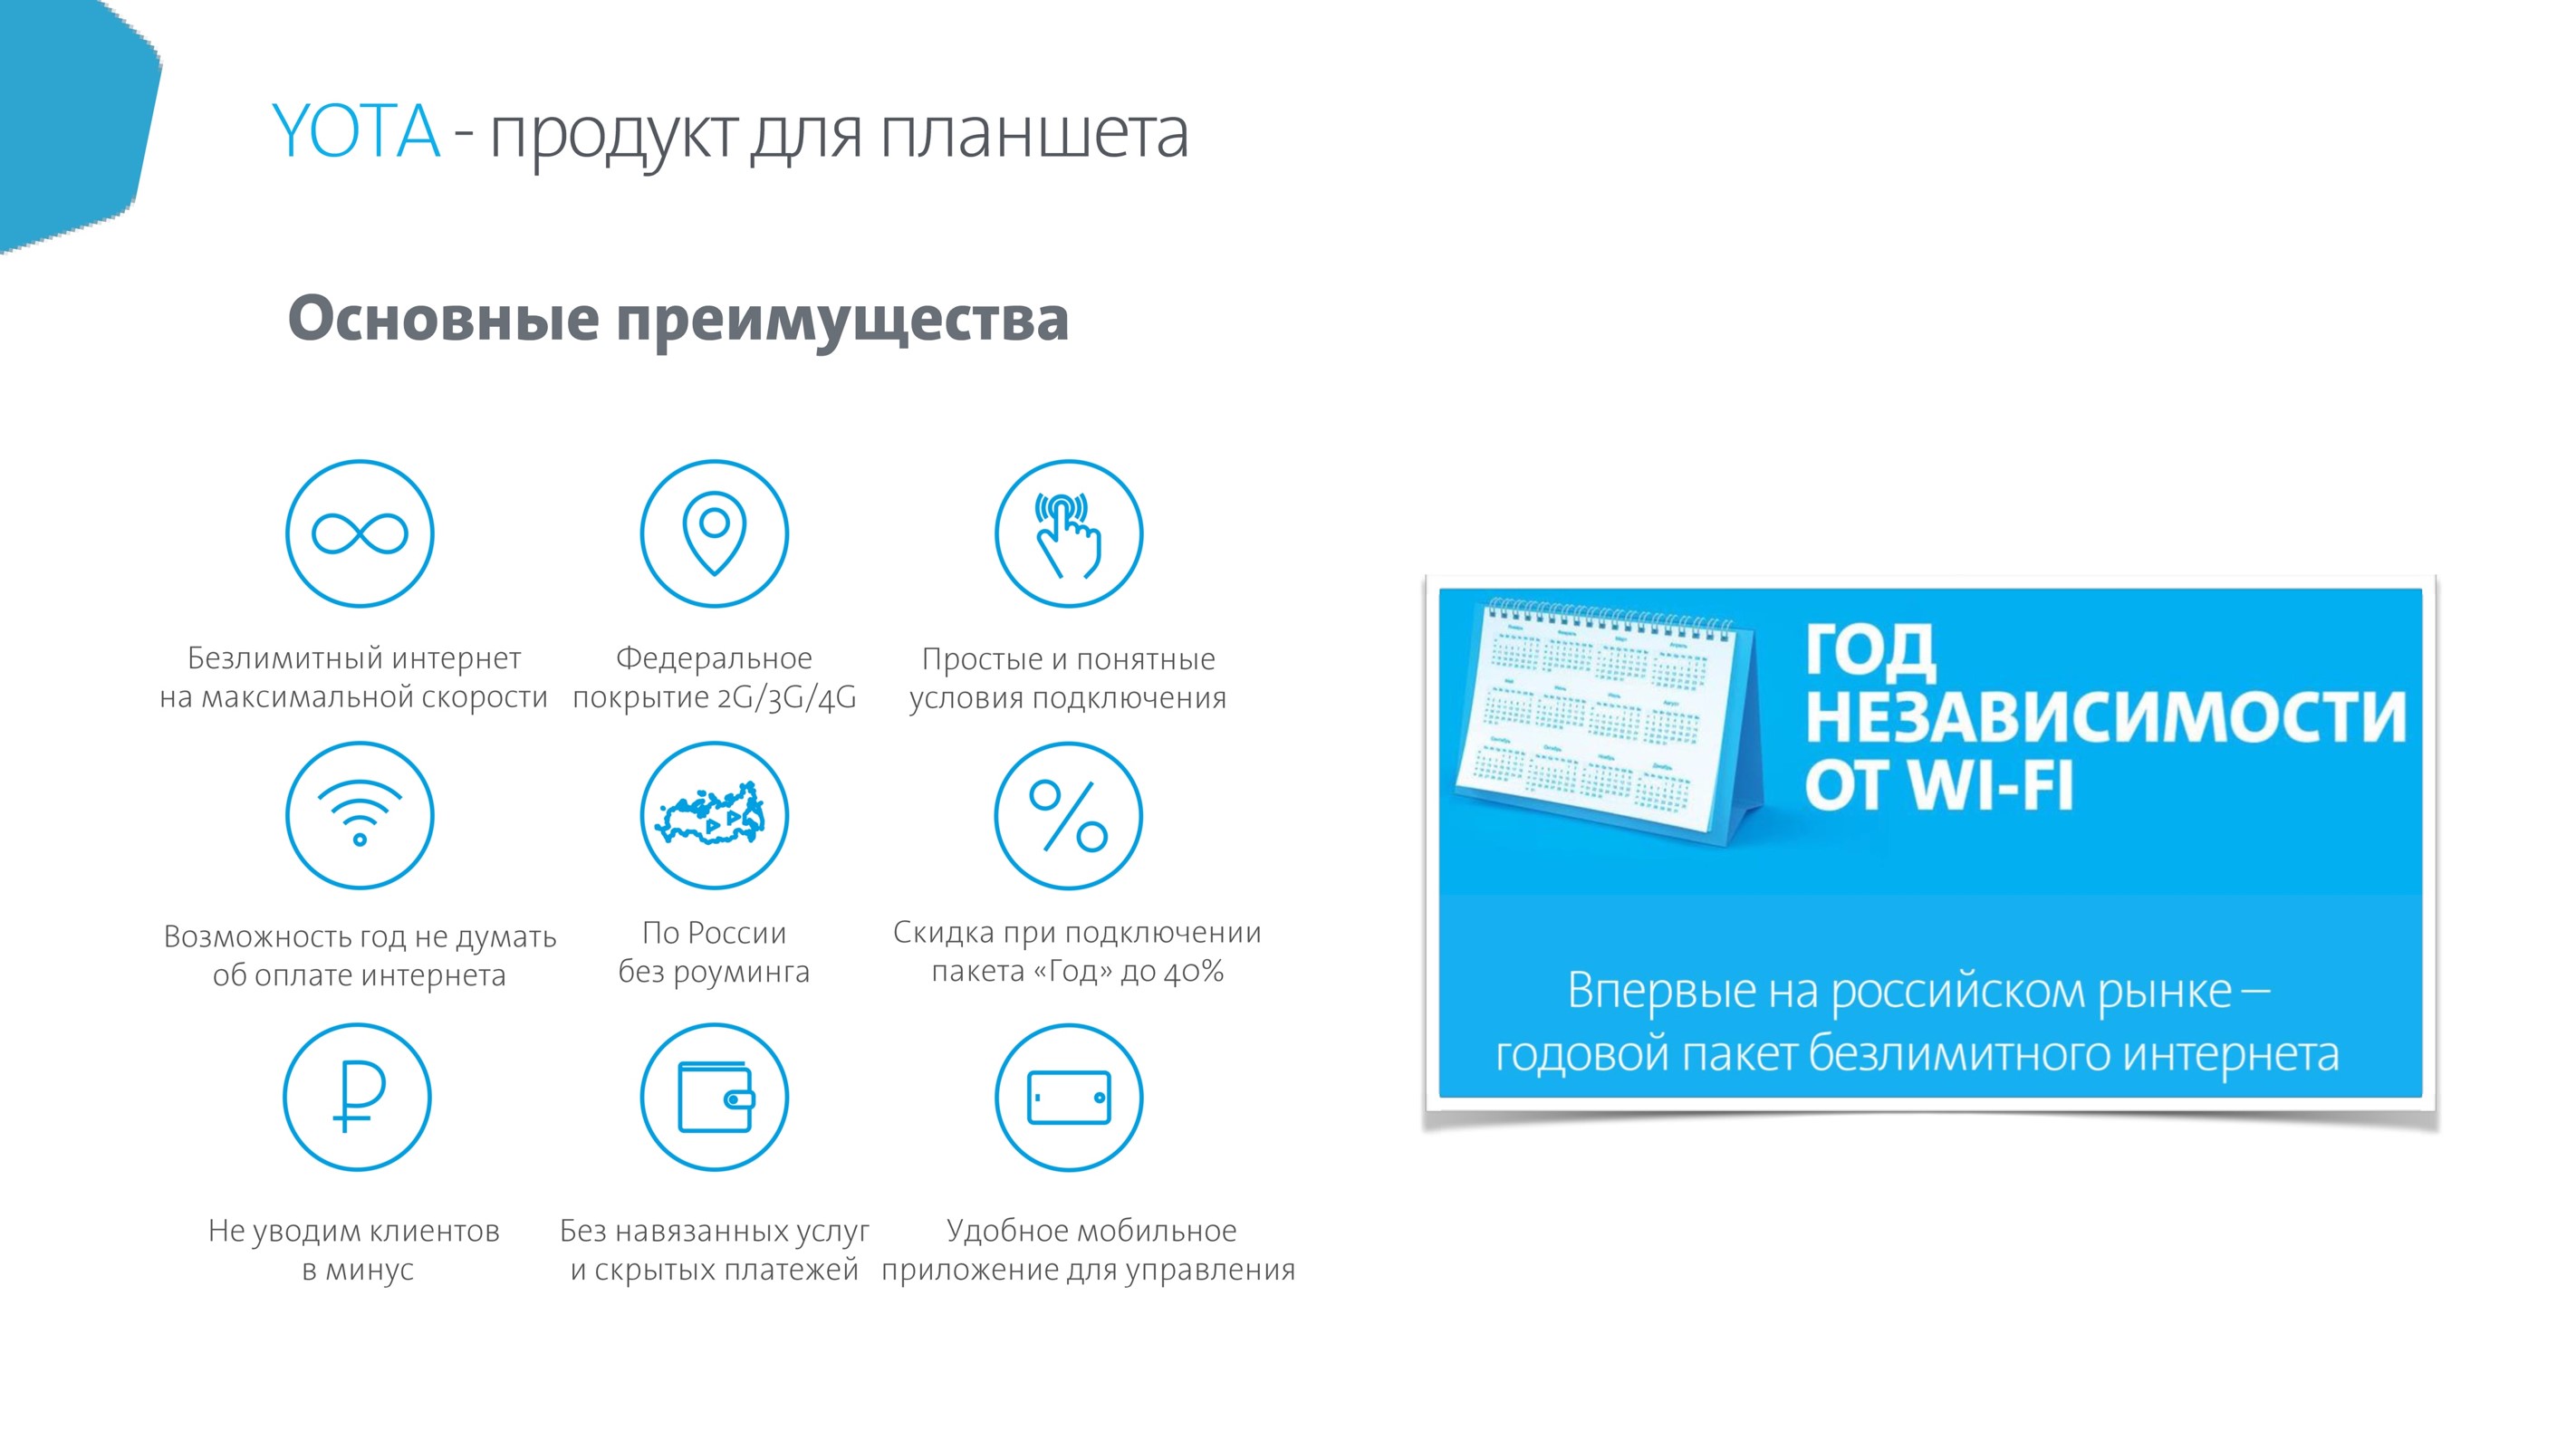 YOTA - продукт для планшета
Основные преимущества
Безлимитный интернет
на максимальной скорости
Федеральное
покрытие 2G/3G/4G
Простые и понятные
условия подключения
Возможность год не думать
об оплате интернета
По России
без роуминга
Скидка при подключении
пакета «Год» до 40%
Не уводим клиентов
в минус
Без навязанных услуг
и скрытых платежей
Удобное мобильное
приложение для управления
ГОД
НЕЗАВИСИМОСТИ
ОТ WI-FI
Впервые на российском рынке –
годовой пакет безлимитного интернета